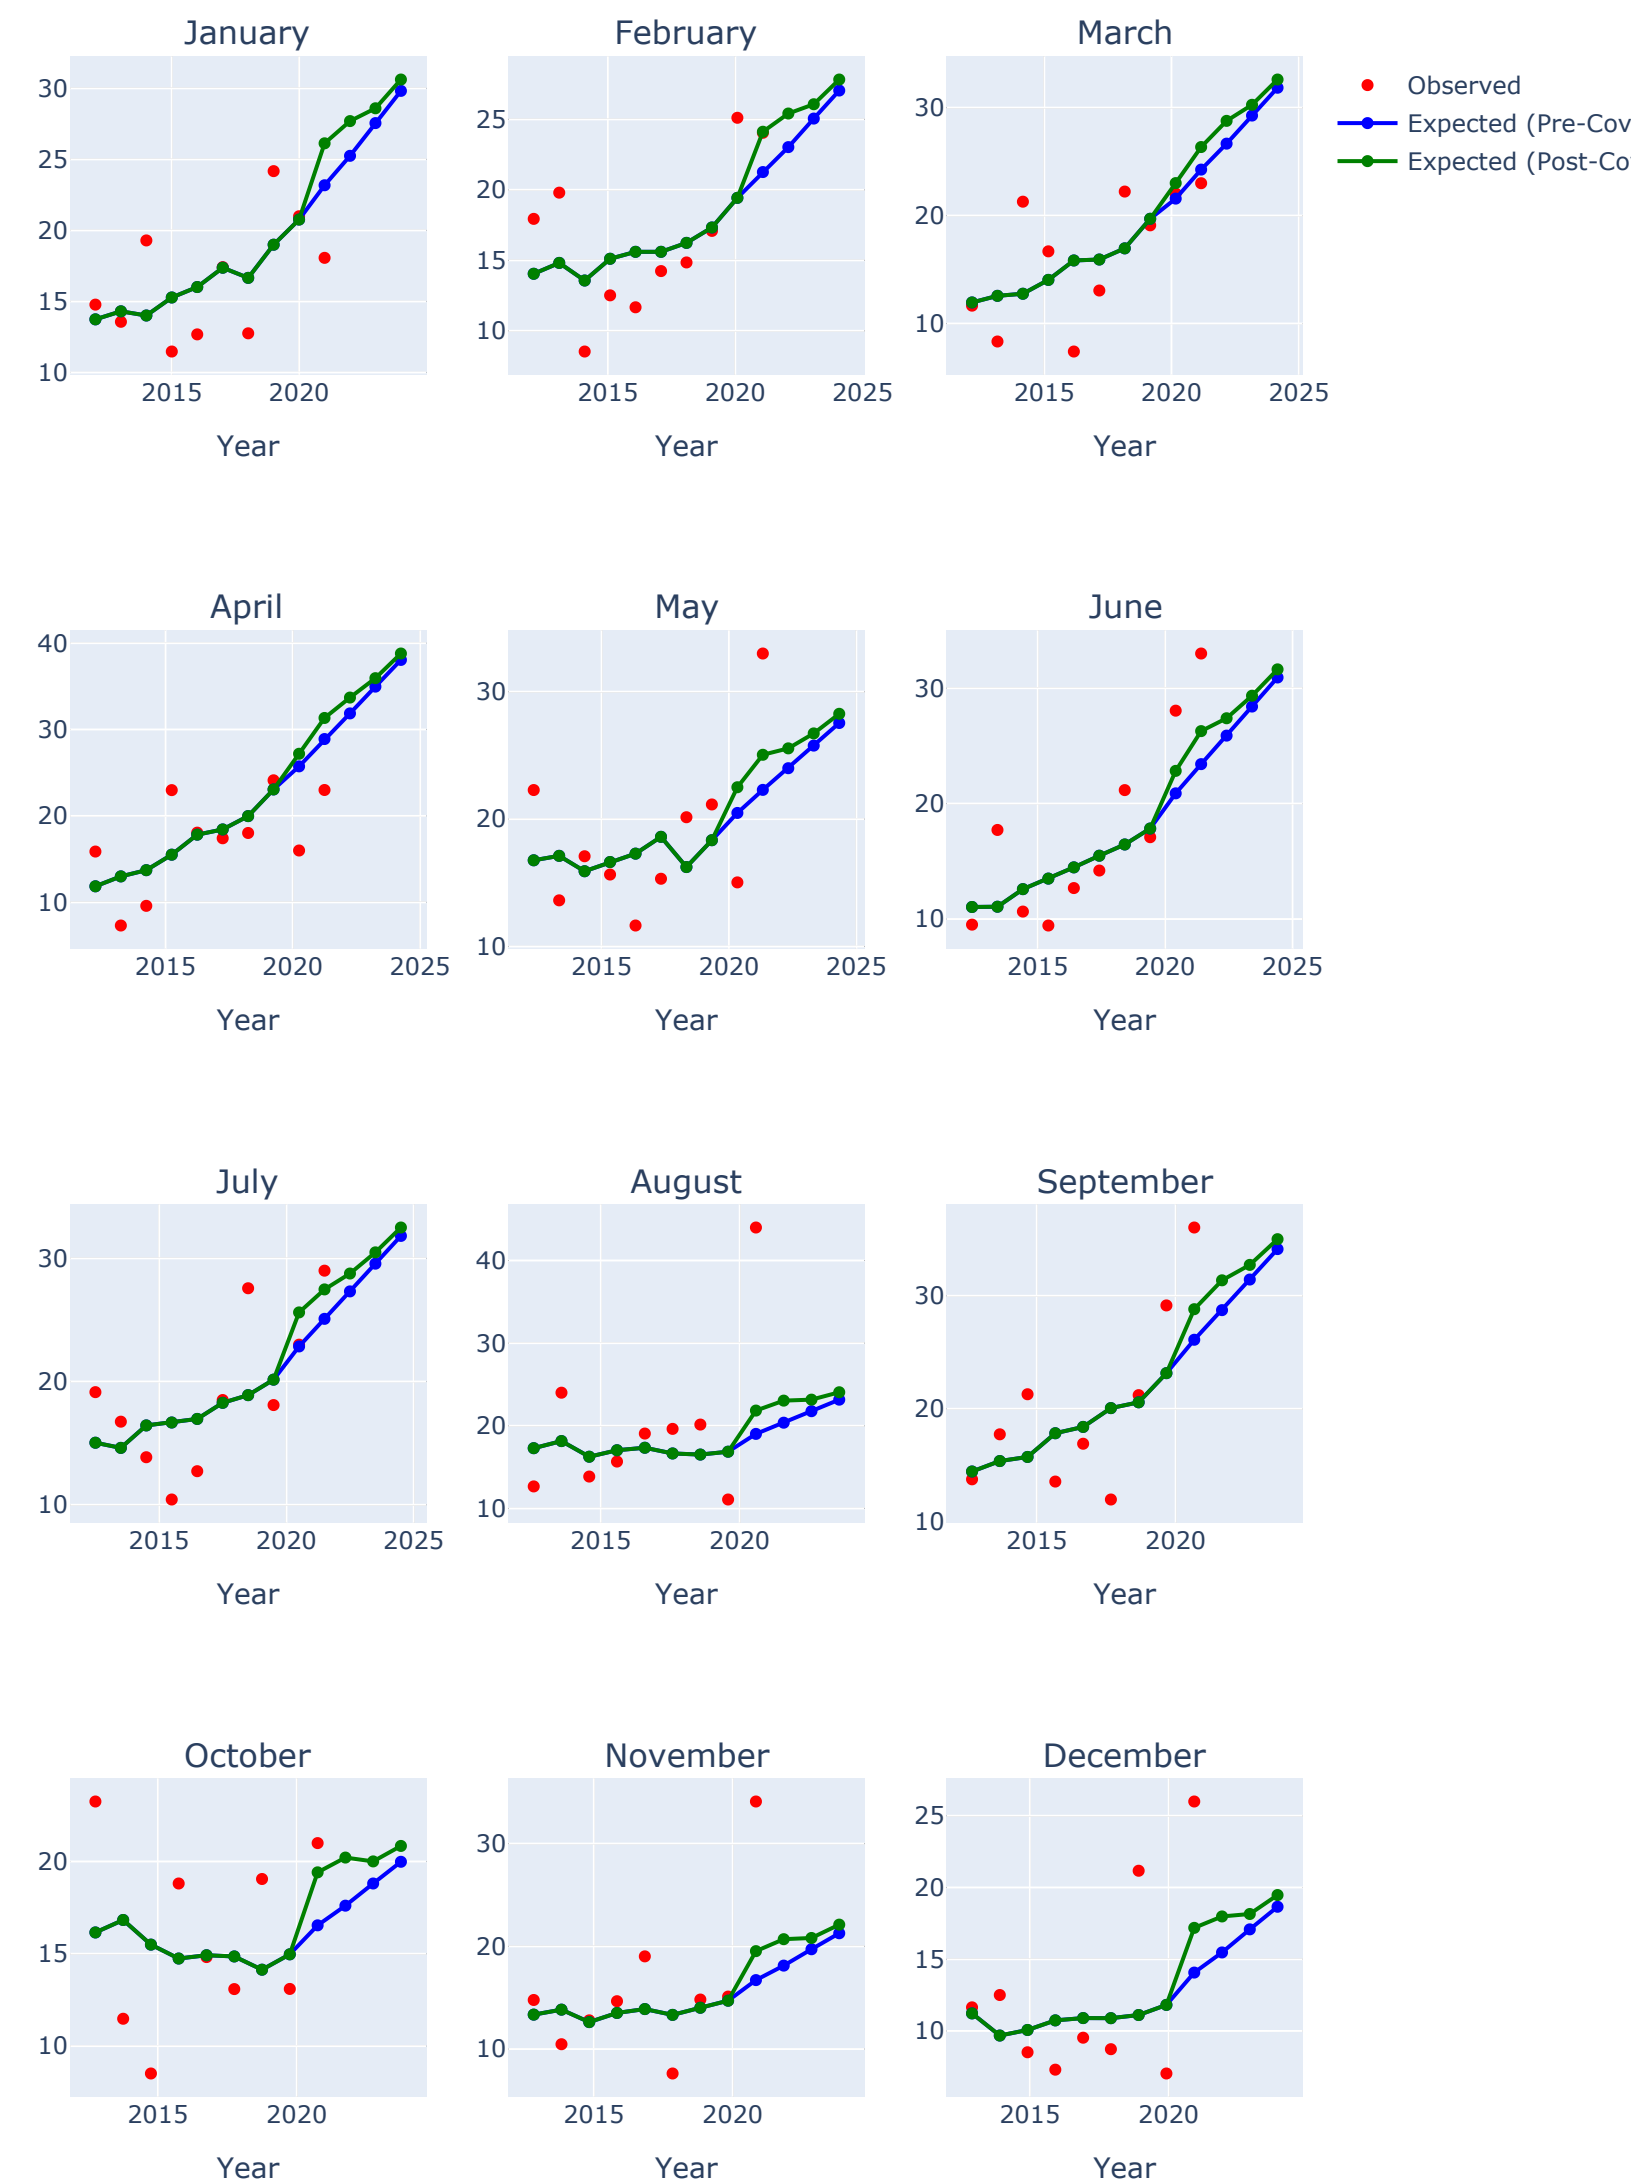 January
February
March
Observed
Expected (Pre-Cov
Expected (Post-Co
30
25
20
15
10
2015
2020
Year
25
20
15
10
2015
2020
2025
Year
30
20
10
2015
2020
2025
Year
April
May
June
40
30
20
10
2015
2020
2025
Year
30
20
10
2015
2020
2025
Year
30
20
10
2015
2020
2025
Year
July
August
September
30
20
10
2015
2020
2025
Year
40
30
20
10
2015
2020
Year
30
20
10
2015
2020
Year
October
November
December
20
15
10
2015
2020
Year
30
20
10
2015
2020
Year
25
20
15
10
2015
2020
Year